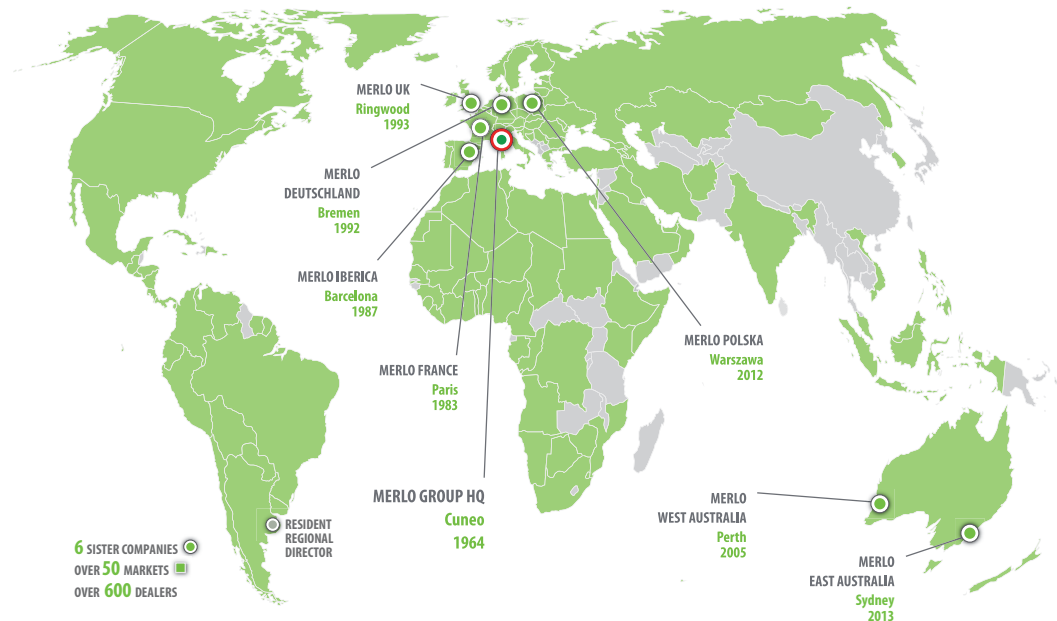 MERLO UK
Ringwood
1993
MERLO
DEUTSCHLAND
Bremen
1992
MERLO IBERICA
Barcelona
1987
MERLO FRANCE
Paris
1983
MERLO GROUP HQ
Cuneo
1964
MERLO POLSKA
Warszawa
2012
MERLO
WEST AUSTRALIA
Perth
2005
MERLO
EAST AUSTRALIA
Sydney
2013
RESIDENT
REGIONAL
DIRECTOR
6 SISTER COMPANIES
OVER 50 MARKETS
OVER 600 DEALERS